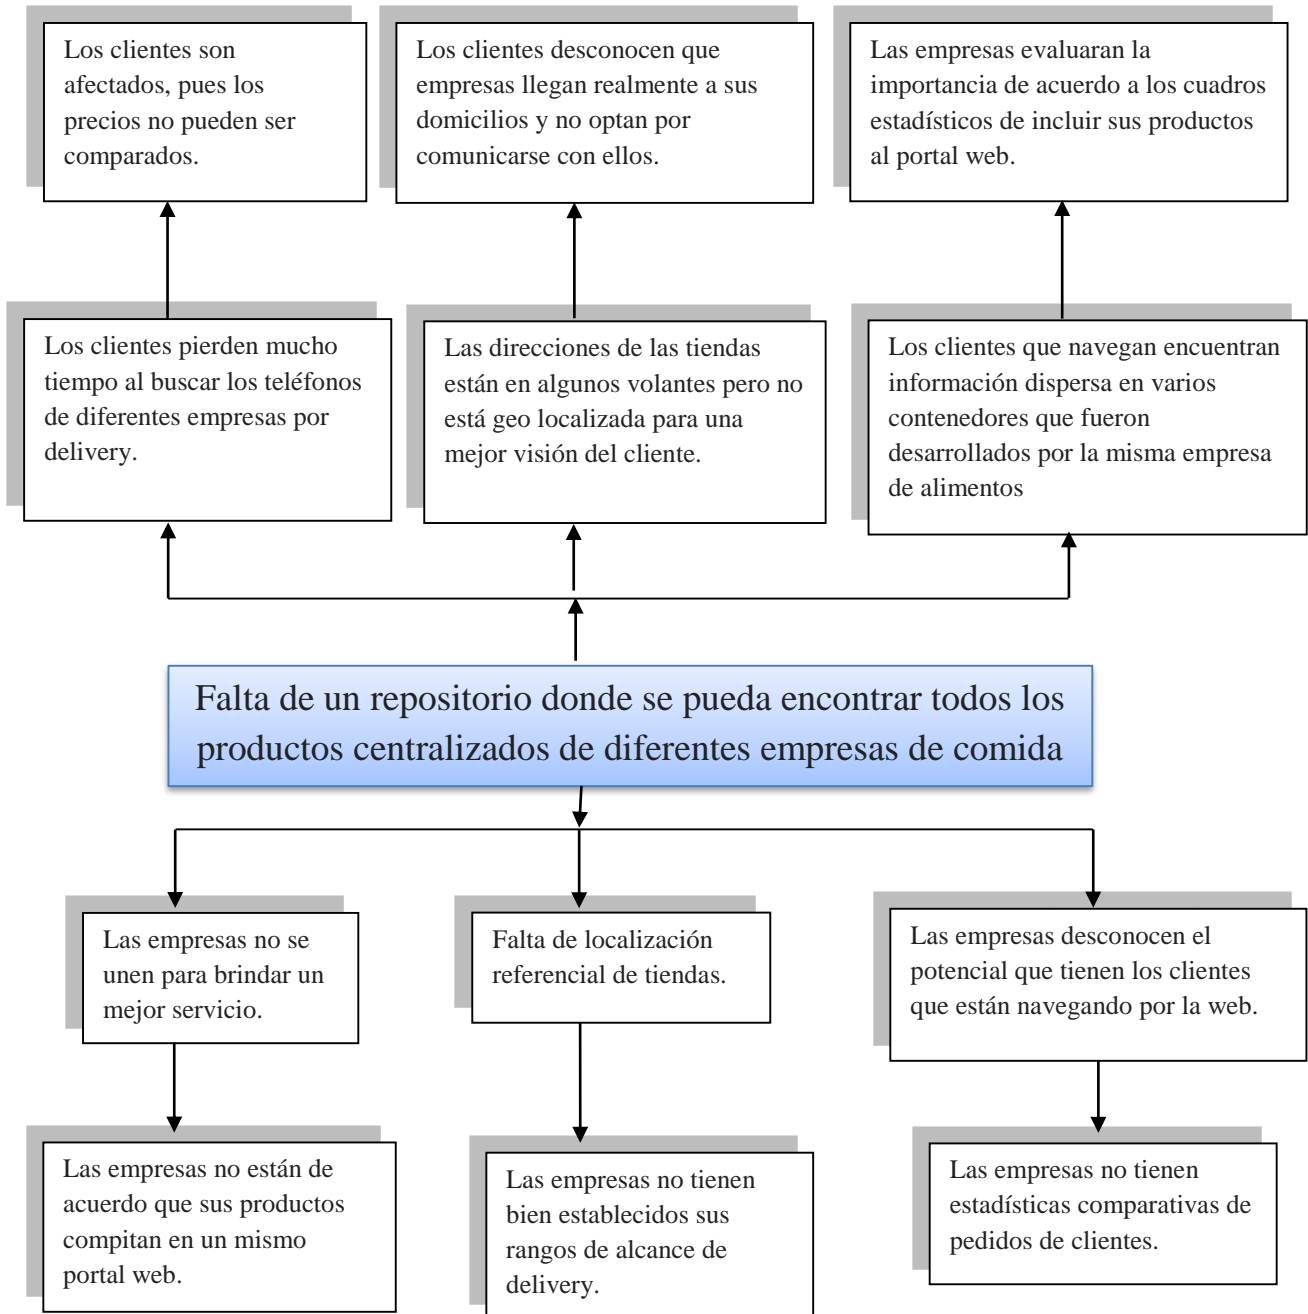 Los clientes son
afectados, pues los
precios no pueden ser
comparados.
Los clientes desconocen que
empresas llegan realmente a sus
domicilios y no optan por
comunicarse con ellos.
Las empresas evaluaran la
importancia de acuerdo a los cuadros
estadísticos de incluir sus productos
al portal web.
Los clientes pierden mucho
tiempo al buscar los teléfonos
de diferentes empresas por
delivery.
Las direcciones de las tiendas
están en algunos volantes pero no
está geo localizada para una
mejor visión del cliente.
Los clientes que navegan encuentran
información dispersa en varios
contenedores que fueron
desarrollados por la misma empresa
de alimentos
Falta de un repositorio donde se pueda encontrar todos los
productos centralizados de diferentes empresas de comida
Las empresas no se
unen para brindar un
mejor servicio.
Falta de localización
referencial de tiendas.
Las empresas desconocen el
potencial que tienen los clientes
que están navegando por la web.
Las empresas no están de
acuerdo que sus productos
compitan en un mismo
portal web.
Las empresas no tienen
bien establecidos sus
rangos de alcance de
delivery.
Las empresas no tienen
estadísticas comparativas de
pedidos de clientes.